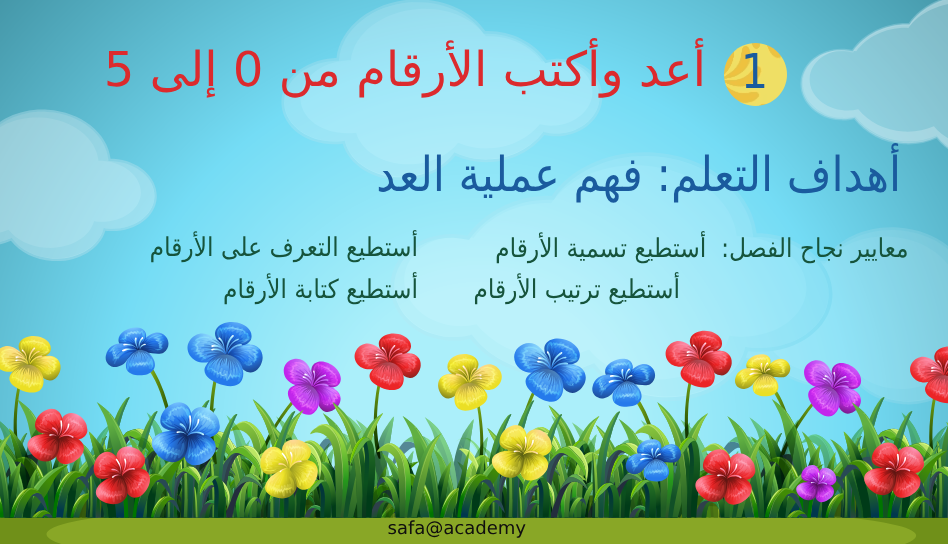 1 أعد وأكتب الأرقام من 0 إلى 5
أهداف التعلم: فهم عملية العد
معايير نجاح الفصل: أستطيع تسمية الأرقام أستطيع التعرف على الأرقام
أستطيع ترتيب الأرقام أستطيع كتابة الأرقام
safa@academy